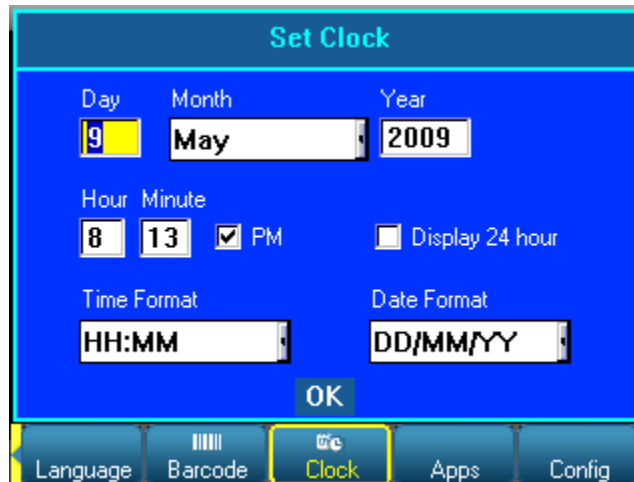 Set Clock
Day Month Year
9 May 2009
Hour Minute
8 13 PM Display 24 hour
Time Format Date Format
HH:MM DD/MM/YY
OK
Language Barcode Clock Apps Config